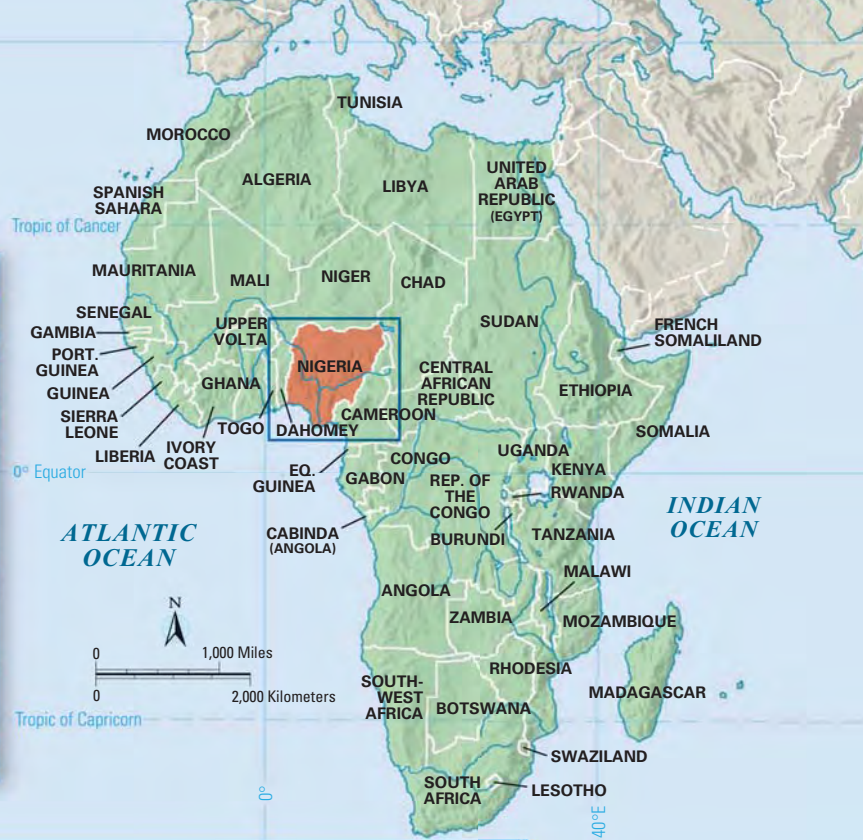 TUNISIA
MOROCCO
ALGERIA
LIBYA
UNITED
ARAB
REPUBLIC
(EGYPT)
SPANISH
SAHARA
Tropic of Cancer
MAURITANIA
MALI
NIGER
CHAD
SENEGAL
GAMBIA
PORT.
GUINEA
GUINEA
SIERRA
LEONE
LIBERIA
UPPER
VOLTA
GHANA
IVORY
COAST
TOGO
DAHOMEY
NIGERIA
CAMEROON
SUDAN
FRENCH
SOMALILAND
CENTRAL
AFRICAN
REPUBLIC
ETHIOPIA
SOMALIA
0° Equator
EQ.
GUINEA
GABON
CONGO
REP. OF
THE
CONGO
UGANDA
KENYA
RWANDA
BURUNDI
TANZANIA
INDIAN
OCEAN
ATLANTIC
OCEAN
CABINDA
(ANGOLA)
ANGOLA
MALAWI
ZAMBIA
MOZAMBIQUE
N
0
1,000 Miles
0
2,000 Kilometers
RHODESIA
SOUTH-
WEST
AFRICA
BOTSWANA
MADAGASCAR
Tropic of Capricorn
SWAZILAND
SOUTH
AFRICA
LESOTHO
0°
40°E